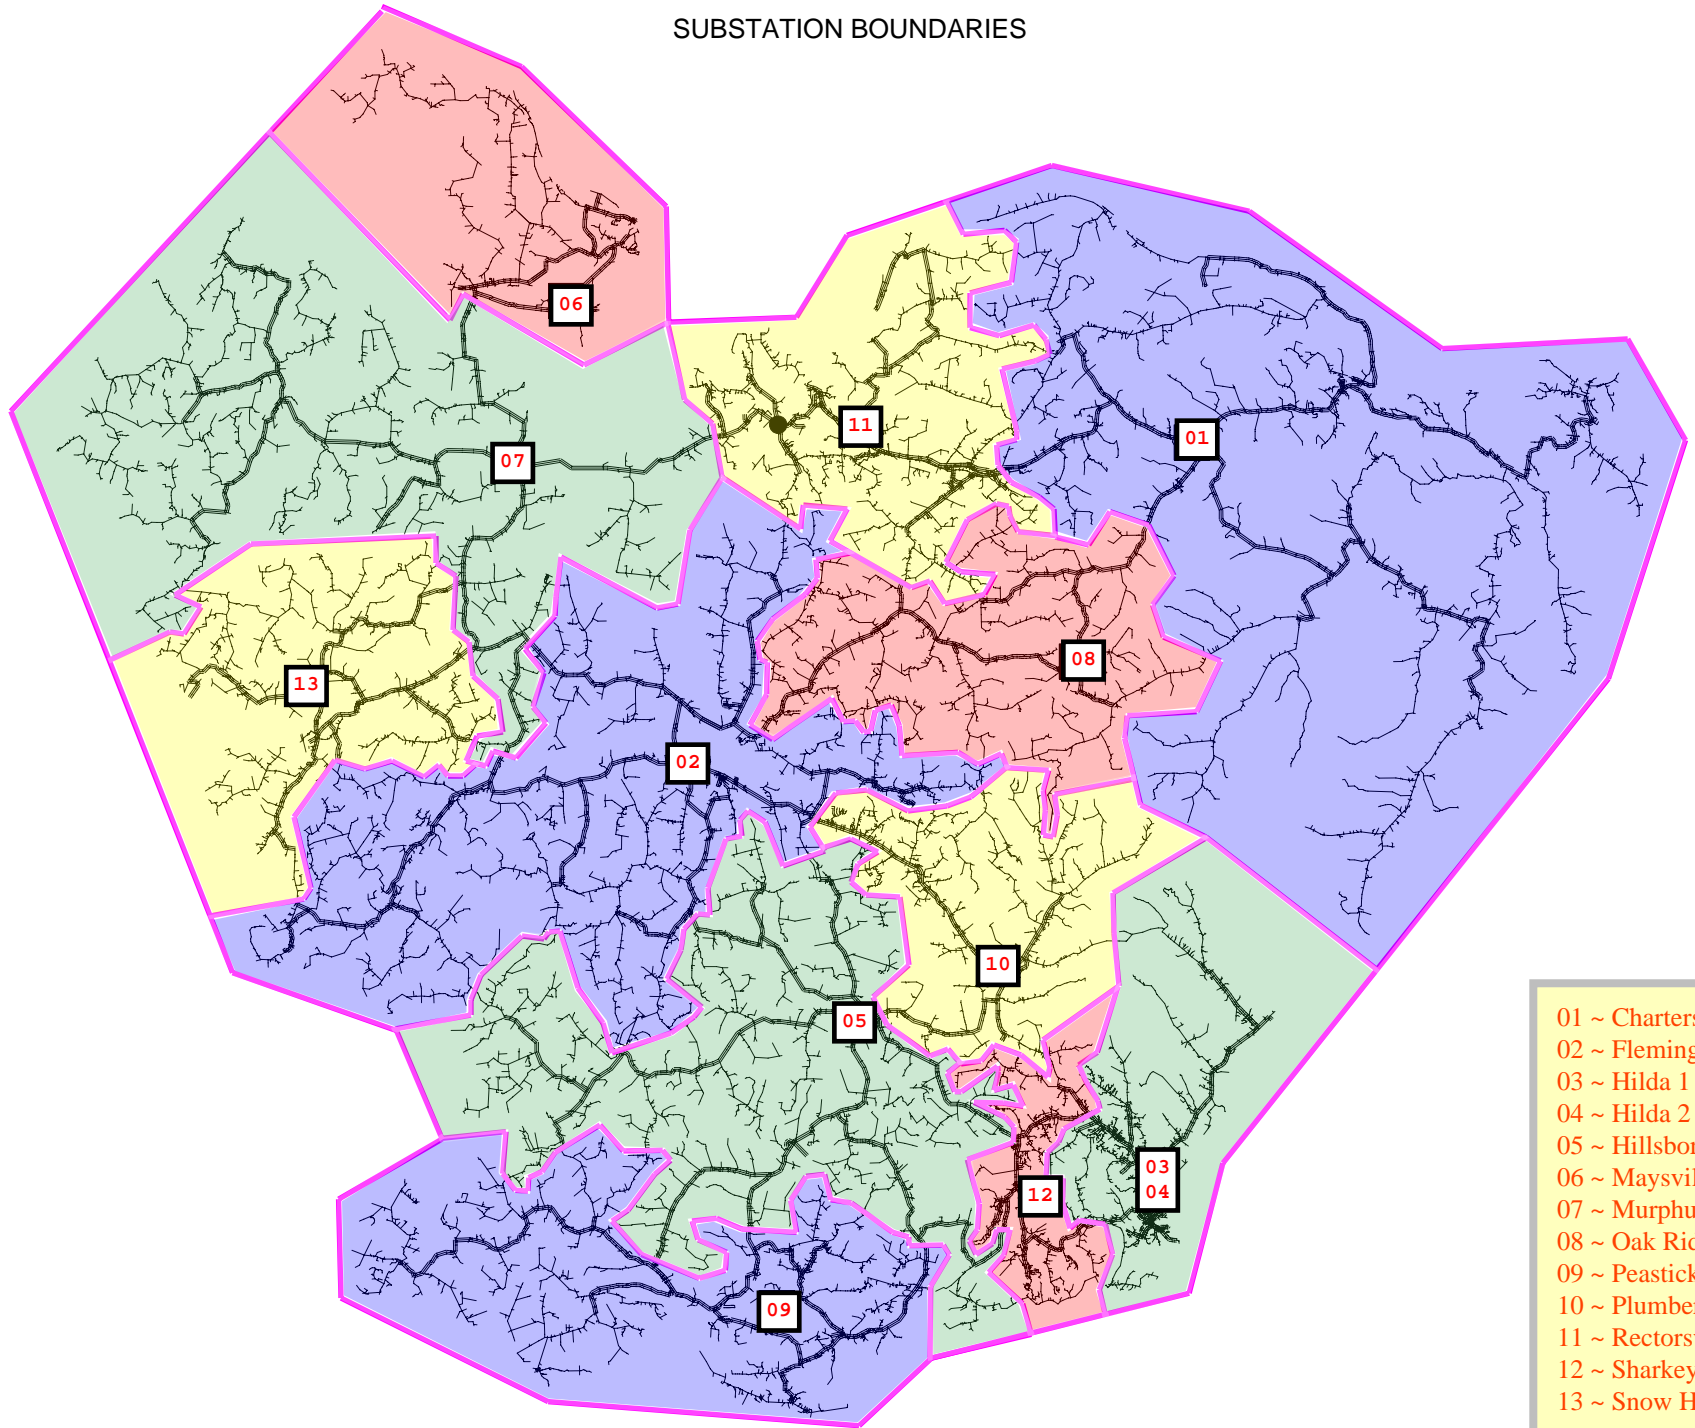 SUBSTATION BOUNDARIES
06
11
01
07
08
13
02
10
05
03
04
12
09
01 ~ Charters
02 ~ Fleming
03 ~ Hilda 1
04 ~ Hilda 2
05 ~ Hillsbor
06 ~ Maysvil
07 ~ Murphu
08 ~ Oak Rid
09 ~ Peastick
10 ~ Plumbe
11 ~ Rectors
12 ~ Sharkey
13 ~ Snow H